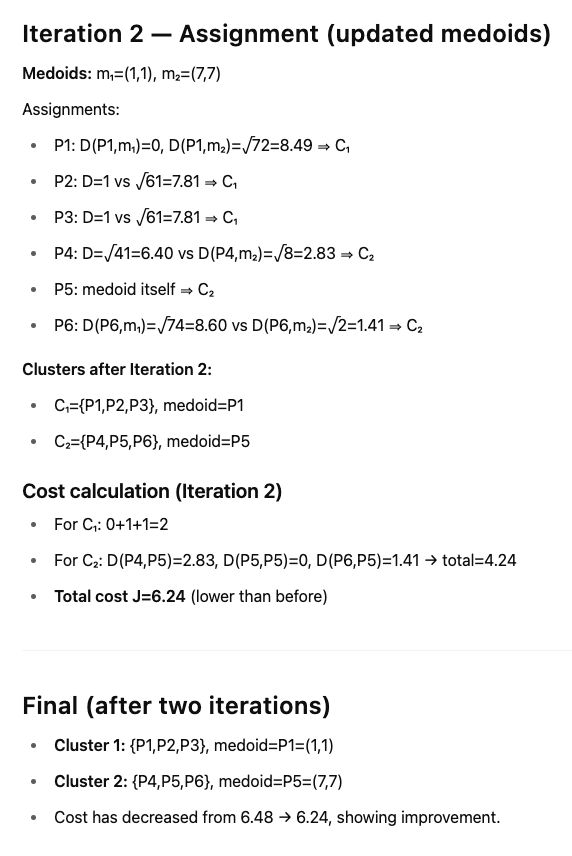 Iteration 2 — Assignment (updated medoids)
Medoids: m₁=(1,1), m₂=(7,7)
Assignments:
• P1: D(P1,m₁)=0, D(P1,m₂)=√72=8.49 ⇒ C₁
• P2: D=1 vs √61=7.81 ⇒ C₁
• P3: D=1 vs √61=7.81 ⇒ C₁
• P4: D=√41=6.40 vs D(P4,m₂)=√8=2.83 ⇒ C₂
• P5: medoid itself ⇒ C₂
• P6: D(P6,m₁)=√74=8.60 vs D(P6,m₂)=√2=1.41 ⇒ C₂
Clusters after Iteration 2:
• C₁={P1,P2,P3}, medoid=P1
• C₂={P4,P5,P6}, medoid=P5
Cost calculation (Iteration 2)
• For C₁: 0+1+1=2
• For C₂: D(P4,P5)=2.83, D(P5,P5)=0, D(P6,P5)=1.41 → total=4.24
• Total cost J=6.24 (lower than before)
Final (after two iterations)
• Cluster 1: {P1,P2,P3}, medoid=P1=(1,1)
• Cluster 2: {P4,P5,P6}, medoid=P5=(7,7)
• Cost has decreased from 6.48 → 6.24, showing improvement.